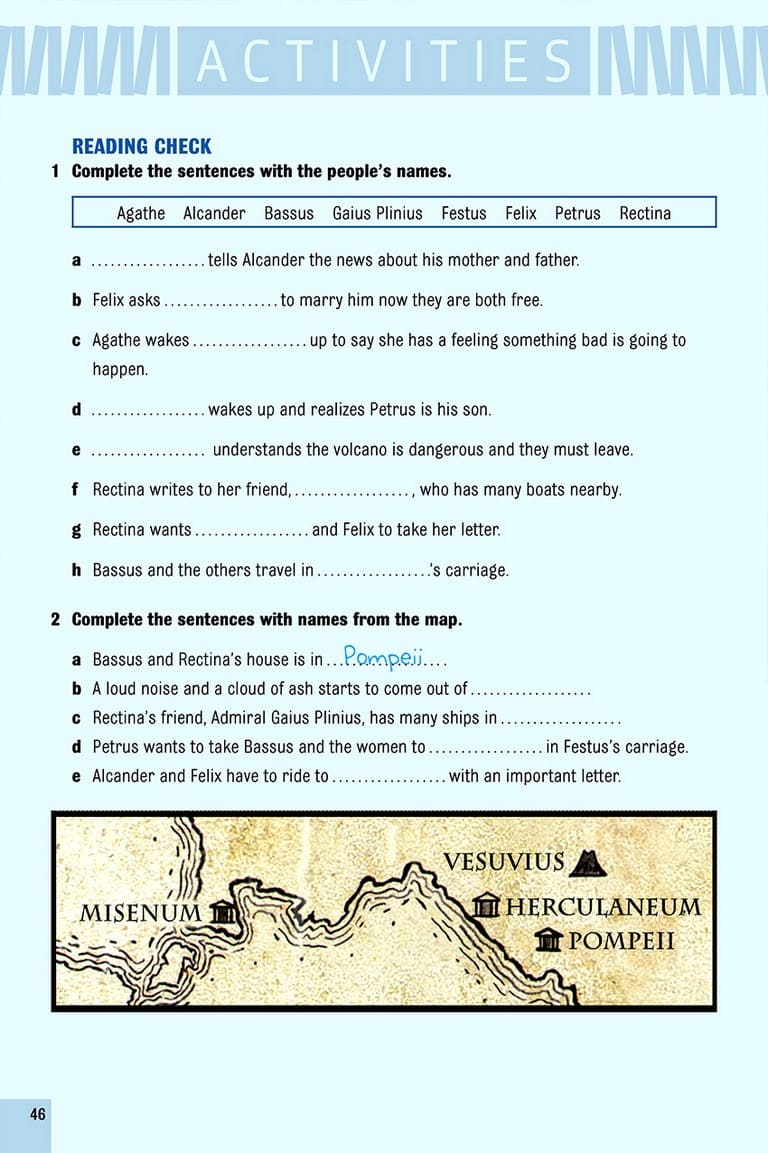 ACTIVITIES
READING CHECK
1 Complete the sentences with the people's names.
Agathe Alcander Bassus Gaius Plinius Festus Felix Petrus Rectina
a .................. tells Alcander the news about his mother and father.
b Felix asks .................. to marry him now they are both free.
c Agathe wakes .................. up to say she has a feeling something bad is going to
happen.
d .................. wakes up and realizes Petrus is his son.
e .................. understands the volcano is dangerous and they must leave.
f Rectina writes to her friend, .................. , who has many boats nearby.
g Rectina wants .................. and Felix to take her letter.
h Bassus and the others travel in ..................'s carriage.
2 Complete the sentences with names from the map.
a Bassus and Rectina's house is in ...Pompeii....
b A loud noise and a cloud of ash starts to come out of ...................
c Rectina's friend, Admiral Gaius Plinius, has many ships in ...................
d Petrus wants to take Bassus and the women to .................. in Festus's carriage.
e Alcander and Felix have to ride to .................. with an important letter.
VESUVIUS
MISENUM
HERCULANEUM
POMPEII
46